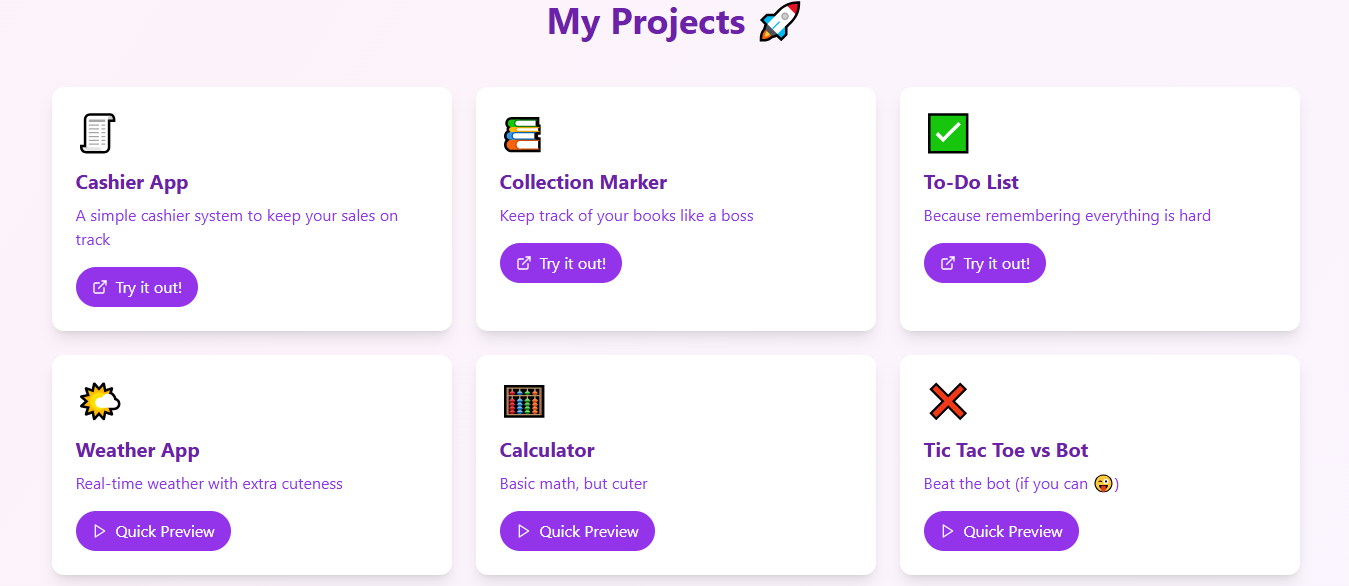 My Projects 🚀
Cashier App
A simple cashier system to keep your sales on
track
Try it out!
Collection Marker
Keep track of your books like a boss
Try it out!
To-Do List
Because remembering everything is hard
Try it out!
Weather App
Real-time weather with extra cuteness
Quick Preview
Calculator
Basic math, but cuter
Quick Preview
Tic Tac Toe vs Bot
Beat the bot (if you can 😜)
Quick Preview